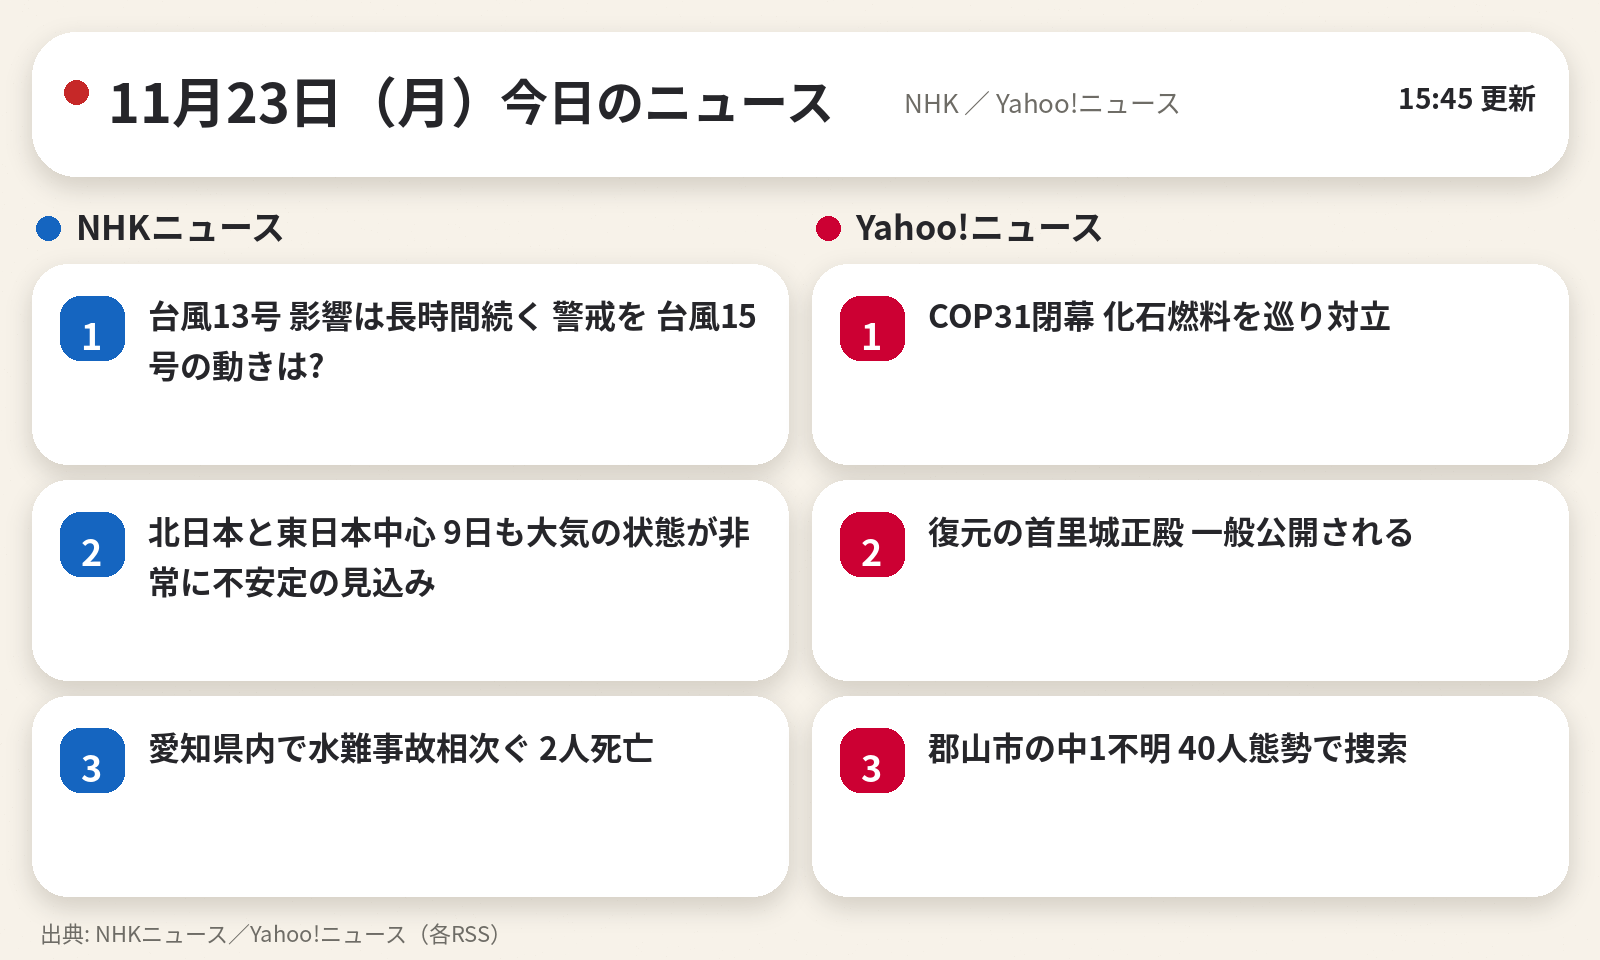 11月23日（月）今日のニュース
NHK ／ Yahoo!ニュース
15:45 更新
NHKニュース
1
台風13号 影響は長時間続く 警戒を 台風15
号の動きは?
2
北日本と東日本中心 9日も大気の状態が非
常に不安定の見込み
3
愛知県内で水難事故相次ぐ 2人死亡
Yahoo!ニュース
1
COP31閉幕 化石燃料を巡り対立
2
復元の首里城正殿 一般公開される
3
郡山市の中1不明 40人態勢で捜索
出典: NHKニュース／Yahoo!ニュース（各RSS）